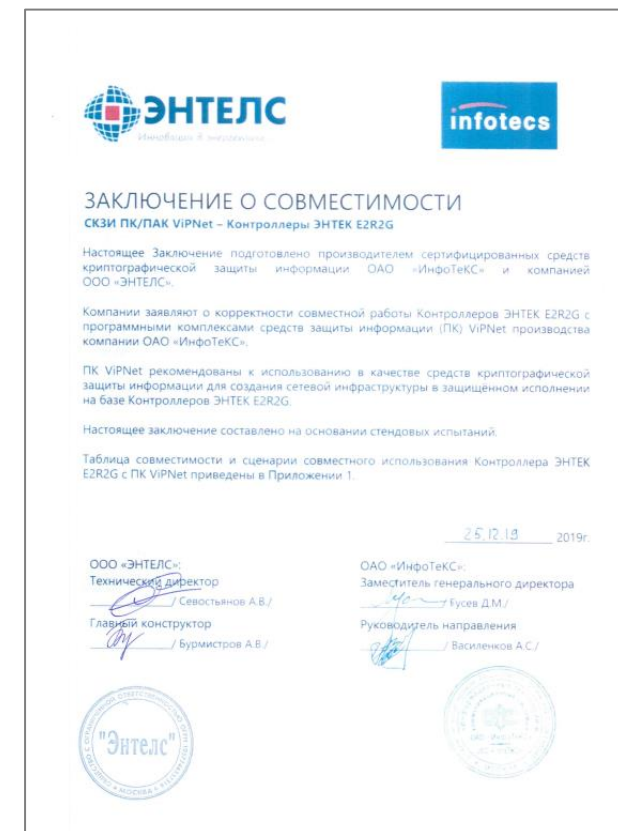 ЭНТЕЛС
Инновации в энергетике
infotecs
ЗАКЛЮЧЕНИЕ О СОВМЕСТИМОСТИ
СКЗИ ПК/ПАК ViPNet – Контроллеры ЭНТЕК E2R2G
Настоящее Заключение подготовлено производителем сертифицированных средств
криптографической защиты информации ОАО «ИнфоТеКС» и компанией
ООО «ЭНТЕЛС».
Компании заявляют о корректности совместной работы Контроллеров ЭНТЕК E2R2G с
программными комплексами средств защиты информации (ПК) ViPNet производства
компании ОАО «ИнфоТеКС».
ПК ViPNet рекомендованы к использованию в качестве средств криптографической
защиты информации для создания сетевой инфраструктуры в защищённом исполнении
на базе Контроллеров ЭНТЕК E2R2G.
Настоящее заключение составлено на основании стендовых испытаний.
Таблица совместимости и сценарии совместного использования Контроллера ЭНТЕК
E2R2G с ПК ViPNet приведены в Приложении 1.
25.12.19 2019г.
ООО «ЭНТЕЛС»:
Технический директор
/ Севостьянов А.В./
Главный конструктор
/ Бурмистров А.В./
ОАО «ИнфоТеКС»:
Заместитель генерального директора
/ Гусев Д.М./
Руководитель направления
/ Василенков А.С./
"Энтелс"
МОСКВА